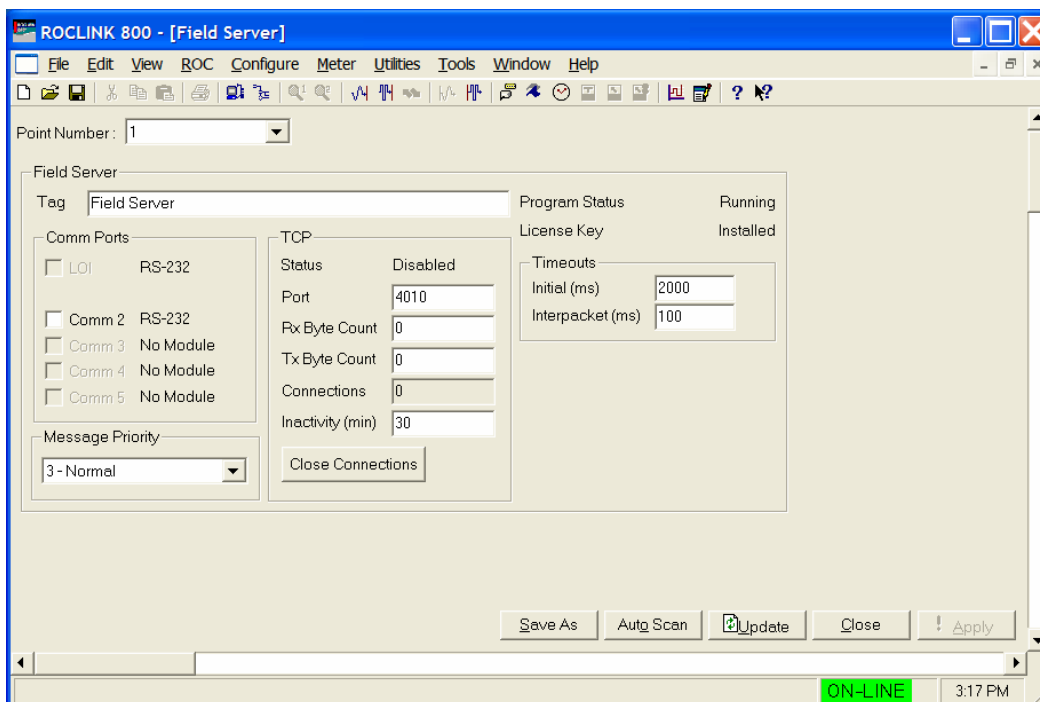 ROCLINK 800 - [Field Server]
File Edit View ROC Configure Meter Utilities Tools Window Help
Point Number : 1
Field Server
Tag Field Server
Program Status Running
License Key Installed
Comm Ports
LOI RS-232
Comm 2 RS-232
Comm 3 No Module
Comm 4 No Module
Comm 5 No Module
Message Priority
3 - Normal
TCP
Status Disabled
Port 4010
Rx Byte Count 0
Tx Byte Count 0
Connections 0
Inactivity (min) 30
Close Connections
Timeouts
Initial (ms) 2000
Interpacket (ms) 100
Save As Auto Scan Update Close ! Apply
ON-LINE 3:17 PM